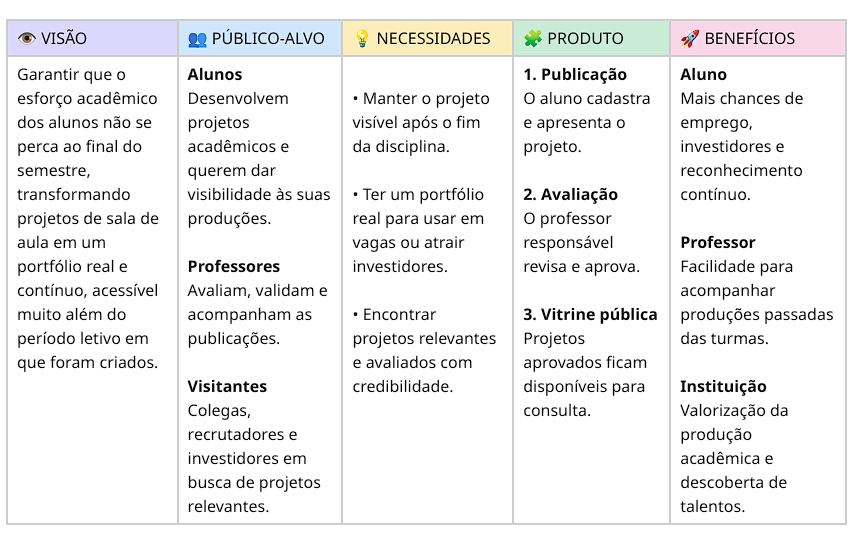 👁️ VISÃO
Garantir que o
esforço acadêmico
dos alunos não se
perca ao final do
semestre,
transformando
projetos de sala de
aula em um
portfólio real e
contínuo, acessível
muito além do
período letivo em
que foram criados.
👥 PÚBLICO-ALVO
Alunos
Desenvolvem
projetos
acadêmicos e
querem dar
visibilidade às suas
produções.
Professores
Avaliam, validam e
acompanham as
publicações.
Visitantes
Colegas,
recrutadores e
investidores em
busca de projetos
relevantes.
💡 NECESSIDADES
• Manter o projeto
visível após o fim
da disciplina.
• Ter um portfólio
real para usar em
vagas ou atrair
investidores.
• Encontrar
projetos relevantes
e avaliados com
credibilidade.
🧩 PRODUTO
1. Publicação
O aluno cadastra
e apresenta o
projeto.
2. Avaliação
O professor
responsável
revisa e aprova.
3. Vitrine pública
Projetos
aprovados ficam
disponíveis para
consulta.
🚀 BENEFÍCIOS
Aluno
Mais chances de
emprego,
investidores e
reconhecimento
contínuo.
Professor
Facilidade para
acompanhar
produções passadas
das turmas.
Instituição
Valorização da
produção
acadêmica e
descoberta de
talentos.